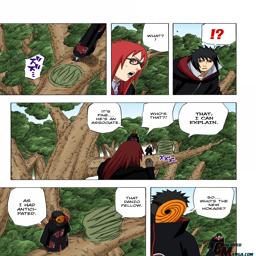 WHAT?
!
!?
IT'S
FINE...
HE'S AN
ASSOCIATE.
WHO'S
THAT?!
THAT,
I CAN
EXPLAIN.
AS I
HAD
ANTICI-
PATED.
THAT
DANZO
FELLOW.
SO...
WHO'S THE
NEW
HOKAGE?